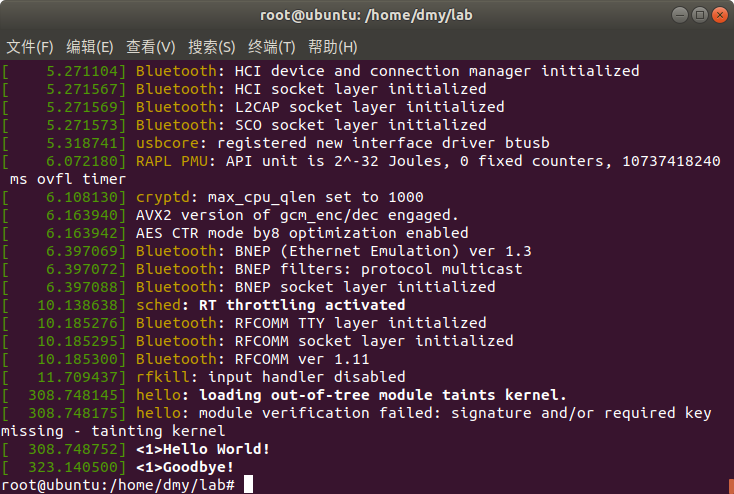 root@ubuntu: /home/dmy/lab
文件(F) 编辑(E) 查看(V) 搜索(S) 终端(T) 帮助(H)
[    5.271104] Bluetooth: HCI device and connection manager initialized
[    5.271567] Bluetooth: HCI socket layer initialized
[    5.271569] Bluetooth: L2CAP socket layer initialized
[    5.271573] Bluetooth: SCO socket layer initialized
[    5.318741] usbcore: registered new interface driver btusb
[    6.072180] RAPL PMU: API unit is 2^-32 Joules, 0 fixed counters, 10737418240
 ms ovfl timer
[    6.108130] cryptd: max_cpu_qlen set to 1000
[    6.163940] AVX2 version of gcm_enc/dec engaged.
[    6.163942] AES CTR mode by8 optimization enabled
[    6.397069] Bluetooth: BNEP (Ethernet Emulation) ver 1.3
[    6.397072] Bluetooth: BNEP filters: protocol multicast
[    6.397088] Bluetooth: BNEP socket layer initialized
[   10.138638] sched: RT throttling activated
[   10.185276] Bluetooth: RFCOMM TTY layer initialized
[   10.185295] Bluetooth: RFCOMM socket layer initialized
[   10.185300] Bluetooth: RFCOMM ver 1.11
[   11.709437] rfkill: input handler disabled
[  308.748145] hello: loading out-of-tree module taints kernel.
[  308.748175] hello: module verification failed: signature and/or required key
missing - tainting kernel
[  308.748752] <1>Hello World!
[  323.140500] <1>Goodbye!
root@ubuntu:/home/dmy/lab#